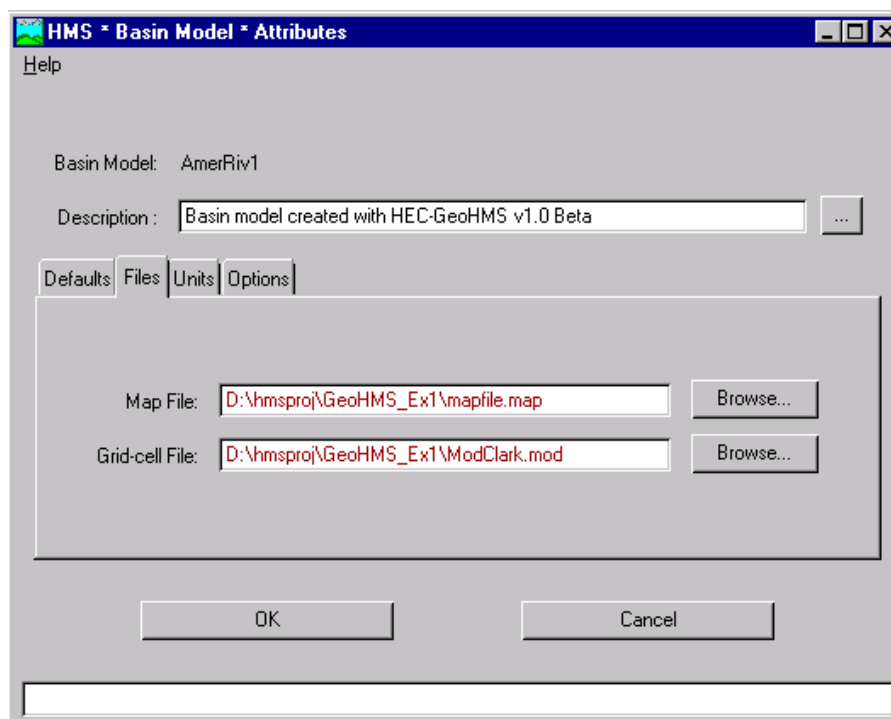 HMS * Basin Model * Attributes
Help
Basin Model: AmerRiv1
Description : Basin model created with HEC-GeoHMS v1.0 Beta ...
Defaults Files Units Options
Map File: D:\hmsproj\GeoHMS_Ex1\mapfile.map Browse...
Grid-cell File: D:\hmsproj\GeoHMS_Ex1\ModClark.mod Browse...
OK Cancel